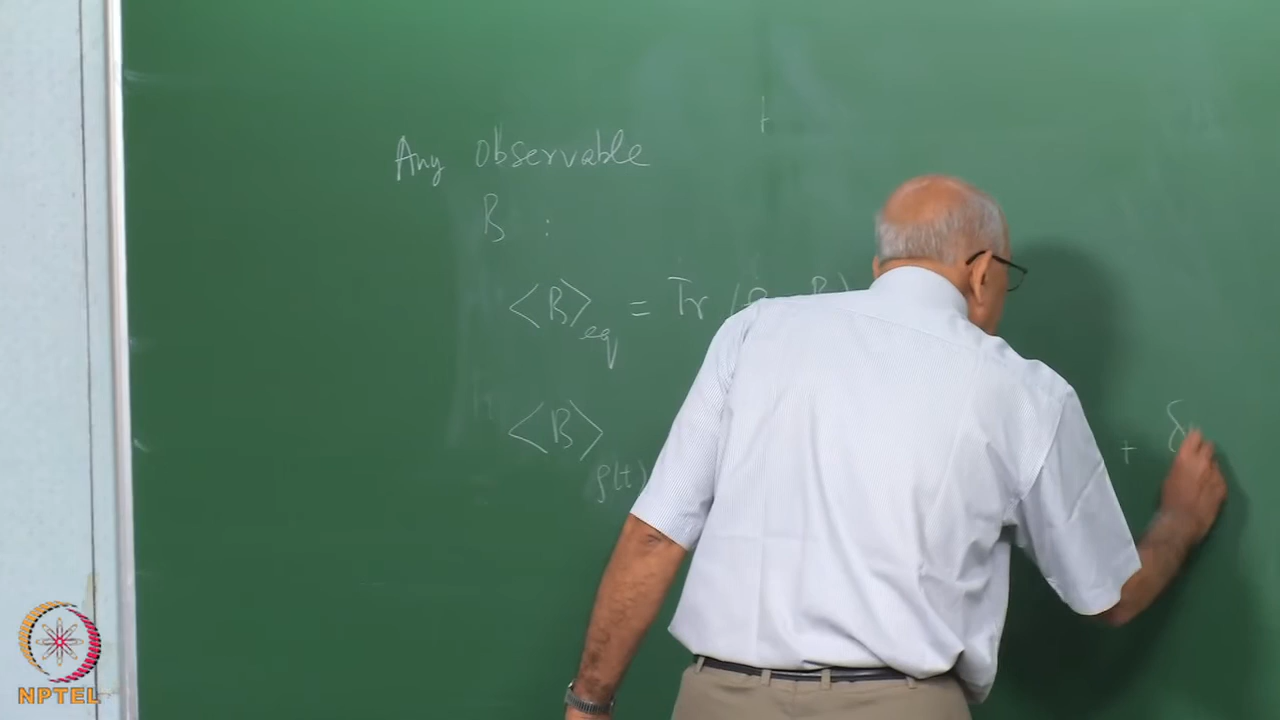 Any Observable
B :
⟨B⟩eq = Tr (
⟨B⟩ρ(t) + δ
NPTEL